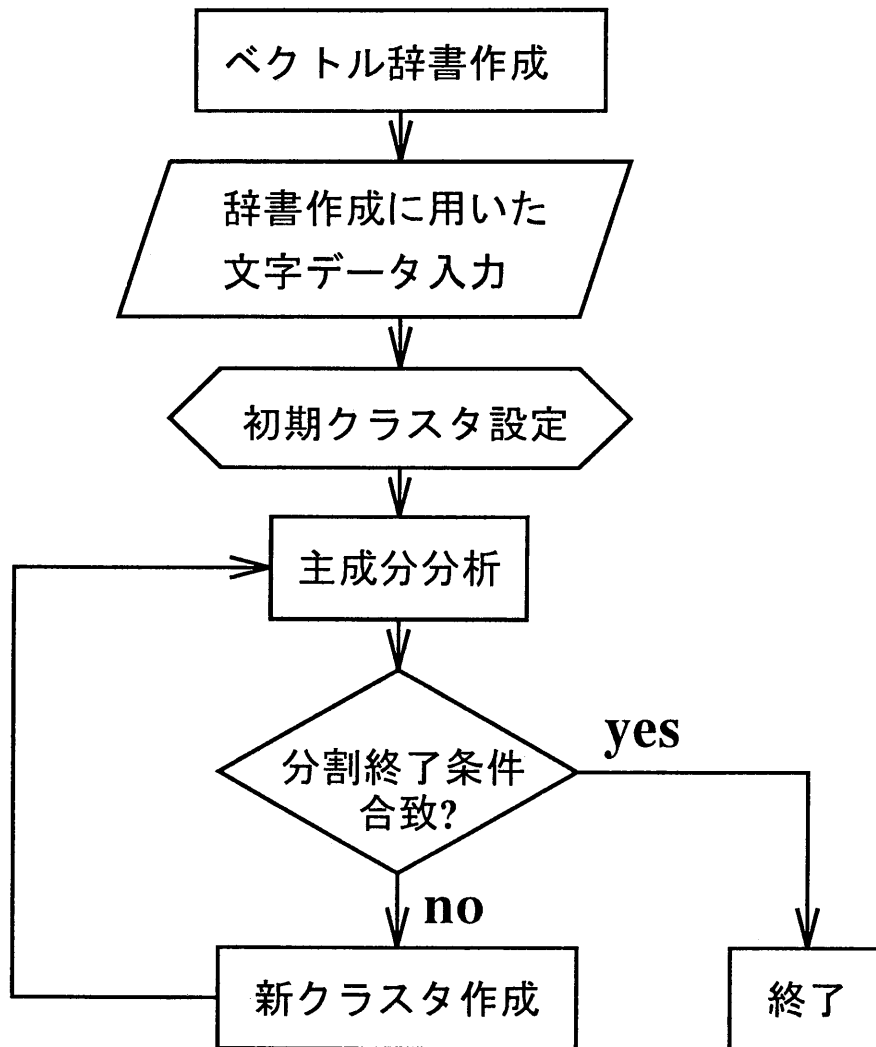 ベクトル辞書作成
辞書作成に用いた
文字データ入力
初期クラスタ設定
主成分分析
分割終了条件
合致?
yes
no
新クラスタ作成
終了